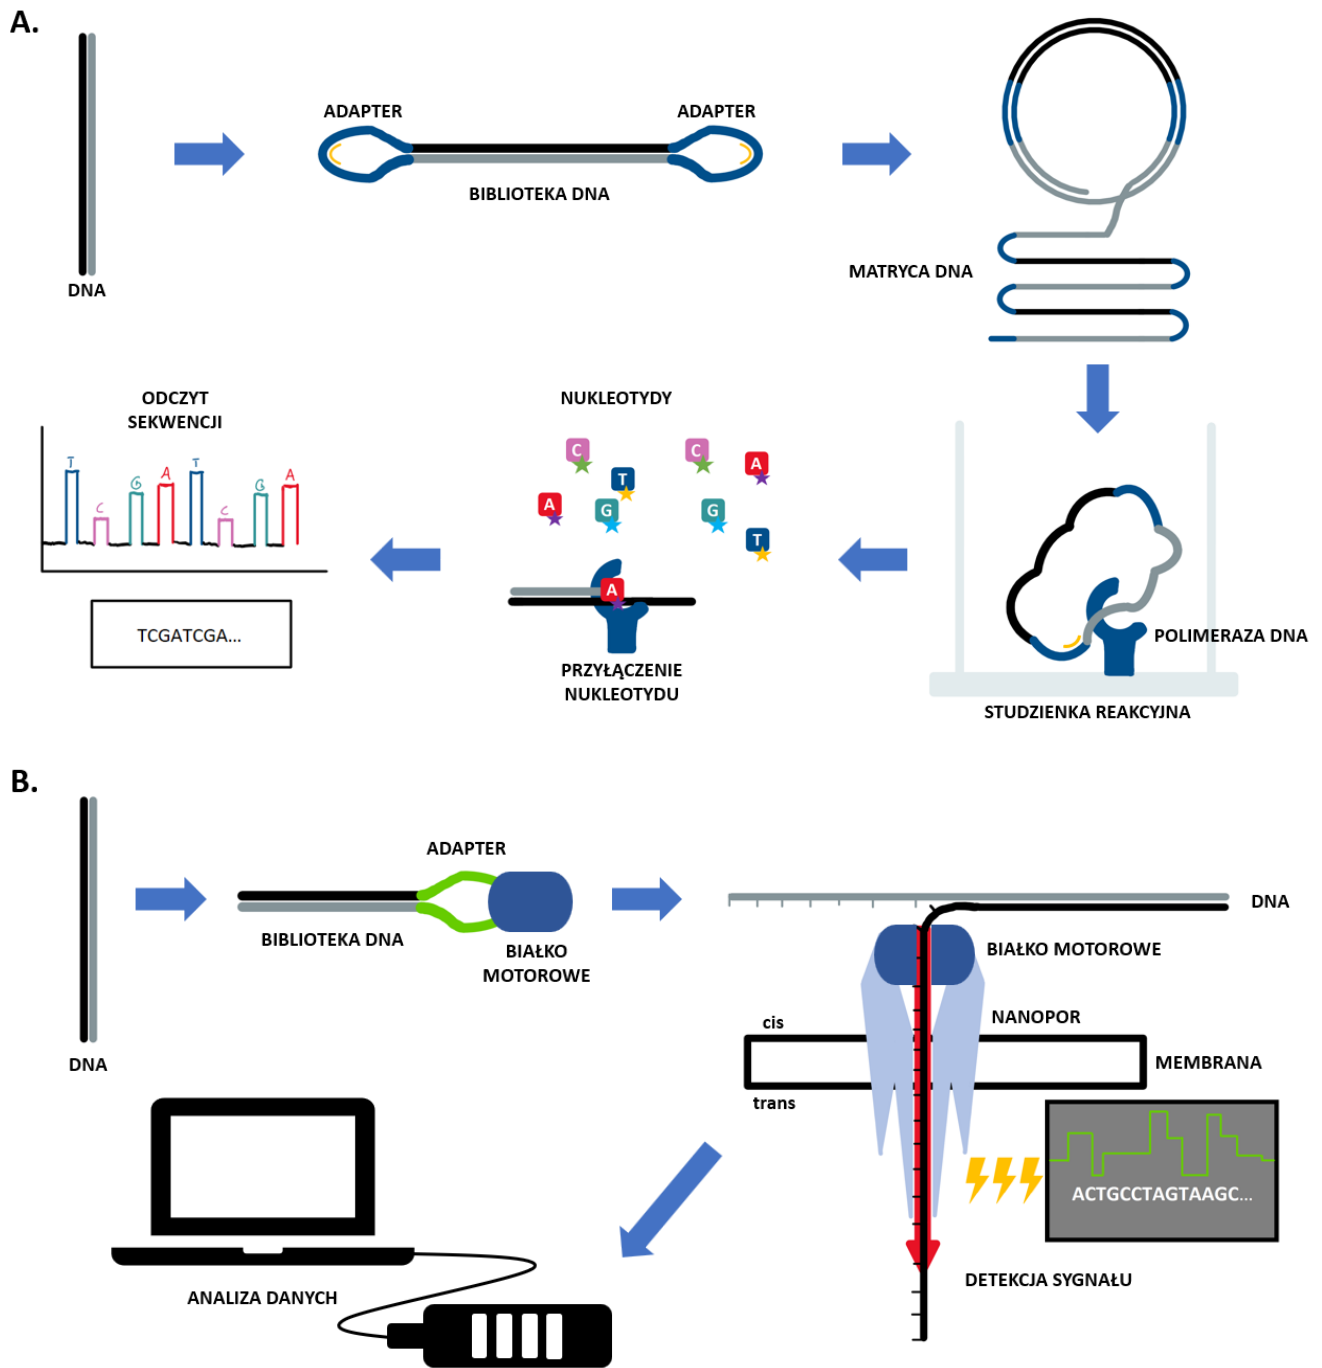 A.
DNA
ADAPTER
ADAPTER
BIBLIOTEKA DNA
MATRYCA DNA
POLIMERAZA DNA
STUDZIENKA REAKCYJNA
NUKLEOTYDY
C
C
A
T
A
G
G
T
A
PRZYŁĄCZENIE
NUKLEOTYDU
ODCZYT
SEKWENCJI
T
C
G
A
T
C
G
A
TCGATCGA...
B.
DNA
ADAPTER
BIBLIOTEKA DNA
BIAŁKO
MOTOROWE
DNA
BIAŁKO MOTOROWE
NANOPOR
cis
MEMBRANA
trans
ACTGCCTAGTAAGC...
DETEKCJA SYGNAŁU
ANALIZA DANYCH